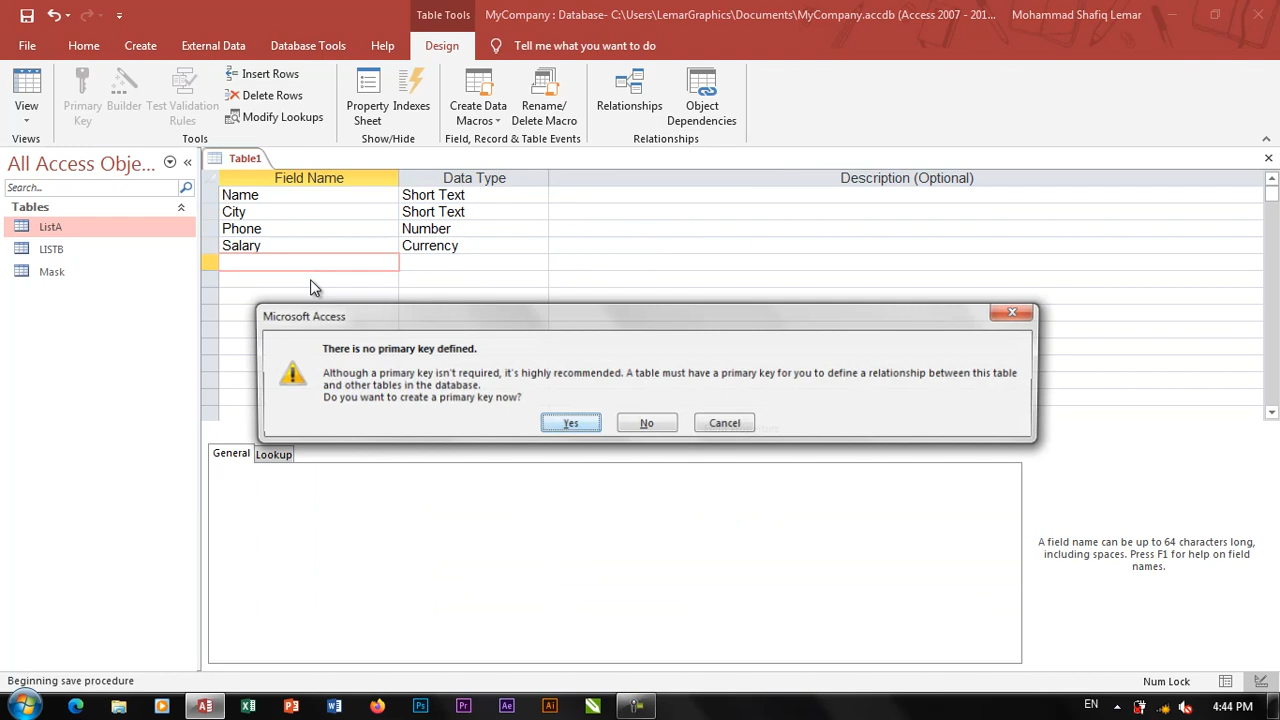 Table Tools
MyCompany : Database- C:\Users\LemarGraphics\Documents\MyCompany.accdb (Access 2007 - 201...
Mohammad Shafiq Lemar
File
Home
Create
External Data
Database Tools
Help
Design
Tell me what you want to do
View
Primary Key
Builder
Test Validation Rules
Insert Rows
Delete Rows
Modify Lookups
Property Sheet
Indexes
Create Data Macros
Rename/ Delete Macro
Relationships
Object Dependencies
Views
Tools
Show/Hide
Field, Record & Table Events
Relationships
All Access Obje...
Search...
Tables
ListA
LISTB
Mask
Table1
Field Name Data Type Description (Optional)
Name Short Text
City Short Text
Phone Number
Salary Currency
Microsoft Access
There is no primary key defined.
Although a primary key isn't required, it's highly recommended. A table must have a primary key for you to define a relationship between this table
and other tables in the database.
Do you want to create a primary key now?
Yes No Cancel
General Lookup
A field name can be up to 64 characters long,
including spaces. Press F1 for help on field
names.
Beginning save procedure
Num Lock
Ps Pr Ae Ai
EN
4:44 PM